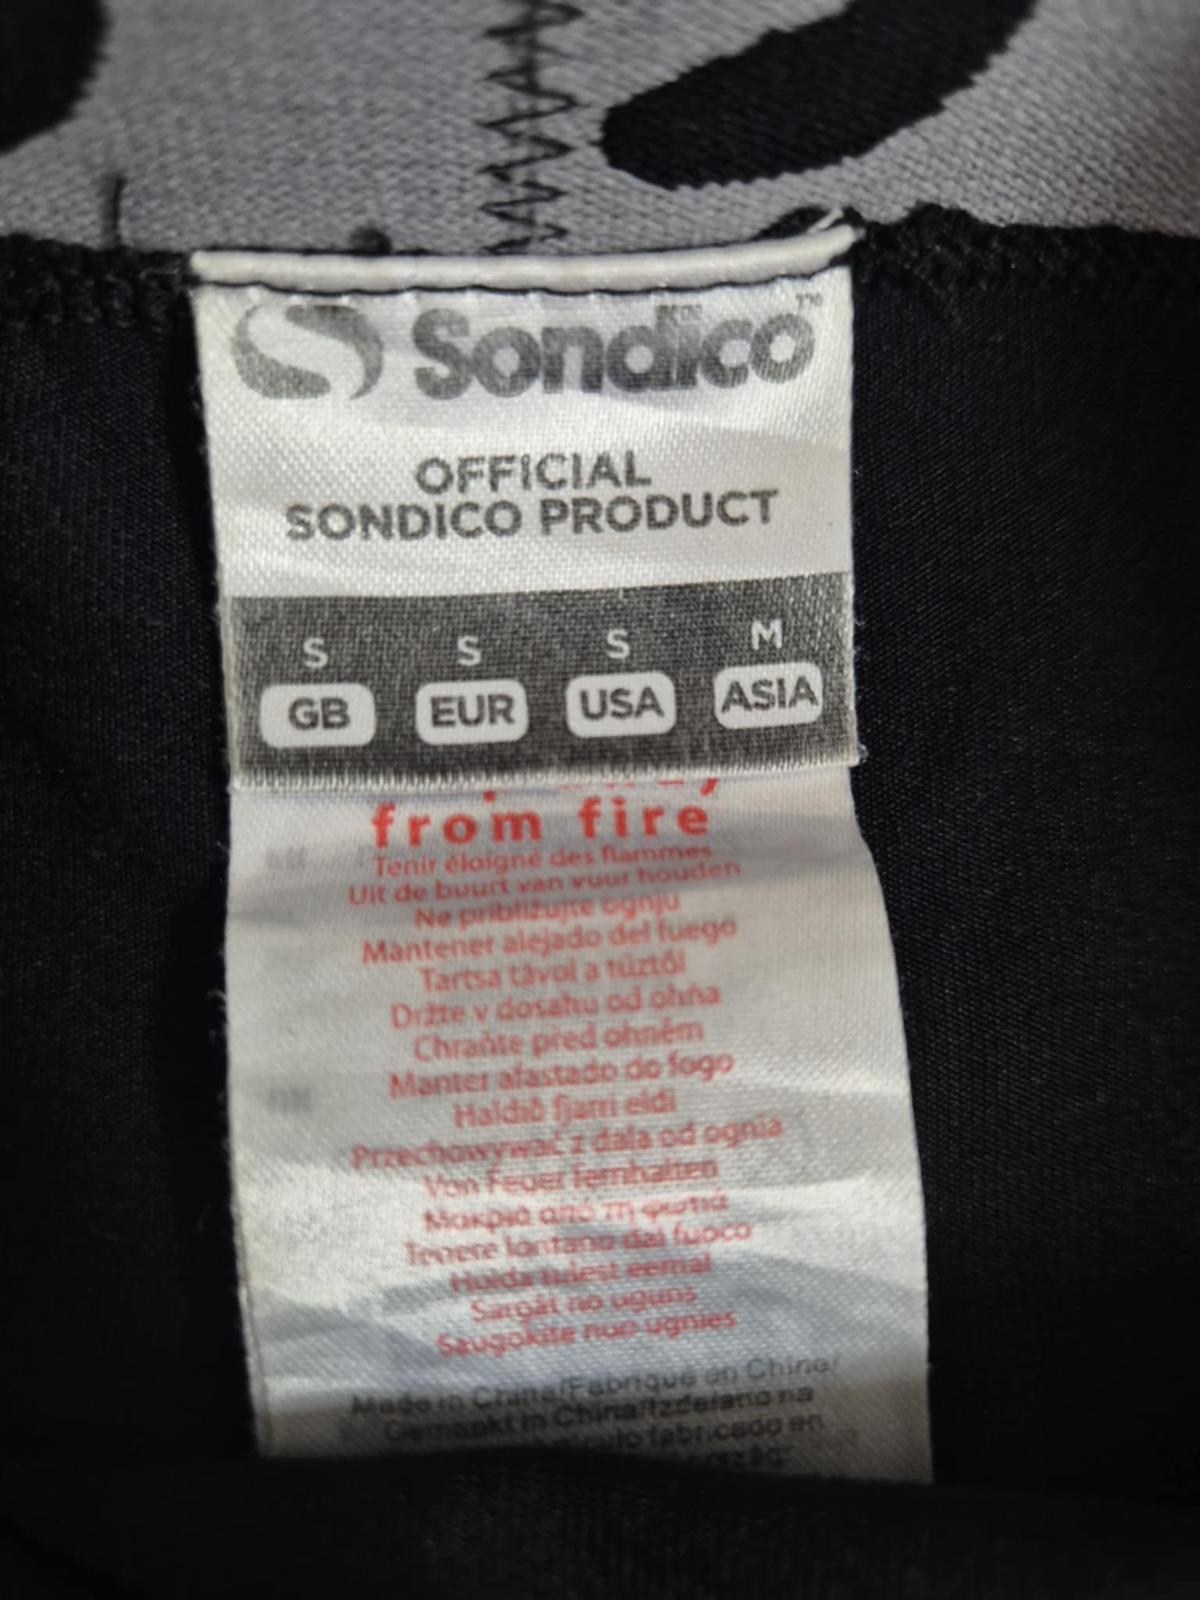 Sondico™
OFFICIAL
SONDICO PRODUCT
S S S M
GB EUR USA ASIA
from fire
Tenir éloigné des flammes
Uit de buurt van vuur houden
Ne približujte ognju
Mantener alejado del fuego
Tartsa távol a tűztől
Držte v dosahu od ohňa
Chraňte před ohněm
Manter afastado do fogo
Haldið fjarri eldi
Przechowywać z dala od ognia
Von Feuer fernhalten
Μακριά από τη φωτιά
Tenere lontano dal fuoco
Hoida tulest eemal
Sargāt no uguns
Saugokite nuo ugnies
Made in China/Fabriqué en Chine/
Gemaakt in China/Izdelano na
fabricado en